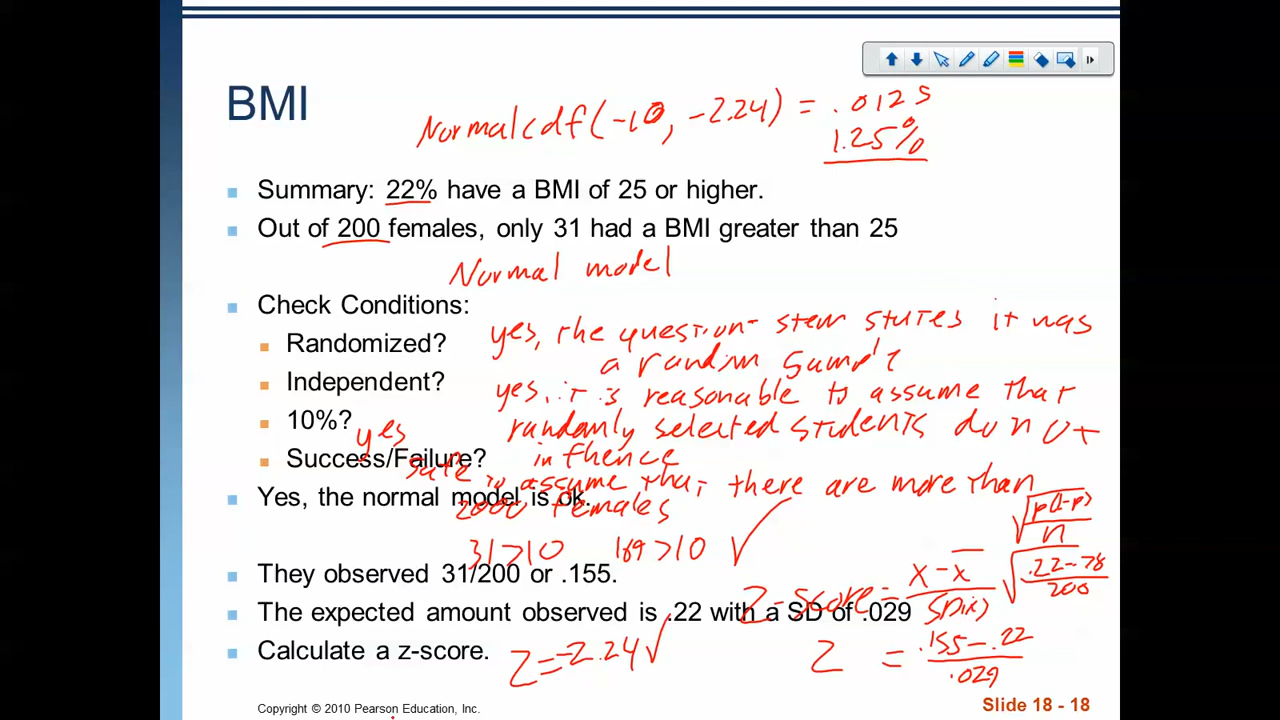 BMI
Normalcdf(-10, -2.24) = .0125
1.25%
Summary: 22% have a BMI of 25 or higher.
Out of 200 females, only 31 had a BMI greater than 25
Normal model
Check Conditions:
Randomized?
yes, the question stem states it was
a random sample
Independent?
yes, it is reasonable to assume that
randomly selected students do not
influence
10%?
yes
safe to assume that there are more than
2000 females
Success/Failure?
31>10 169>10 ✓
Yes, the normal model is ok.
√p(1-p)/n
√.22-78/200
They observed 31/200 or .155.
The expected amount observed is .22 with a SD of .029
Z-score = x-x̄/SD(x)
Calculate a z-score.
Z=-2.24 ✓
Z = .155-.22/.029
Copyright © 2010 Pearson Education, Inc.
Slide 18 - 18